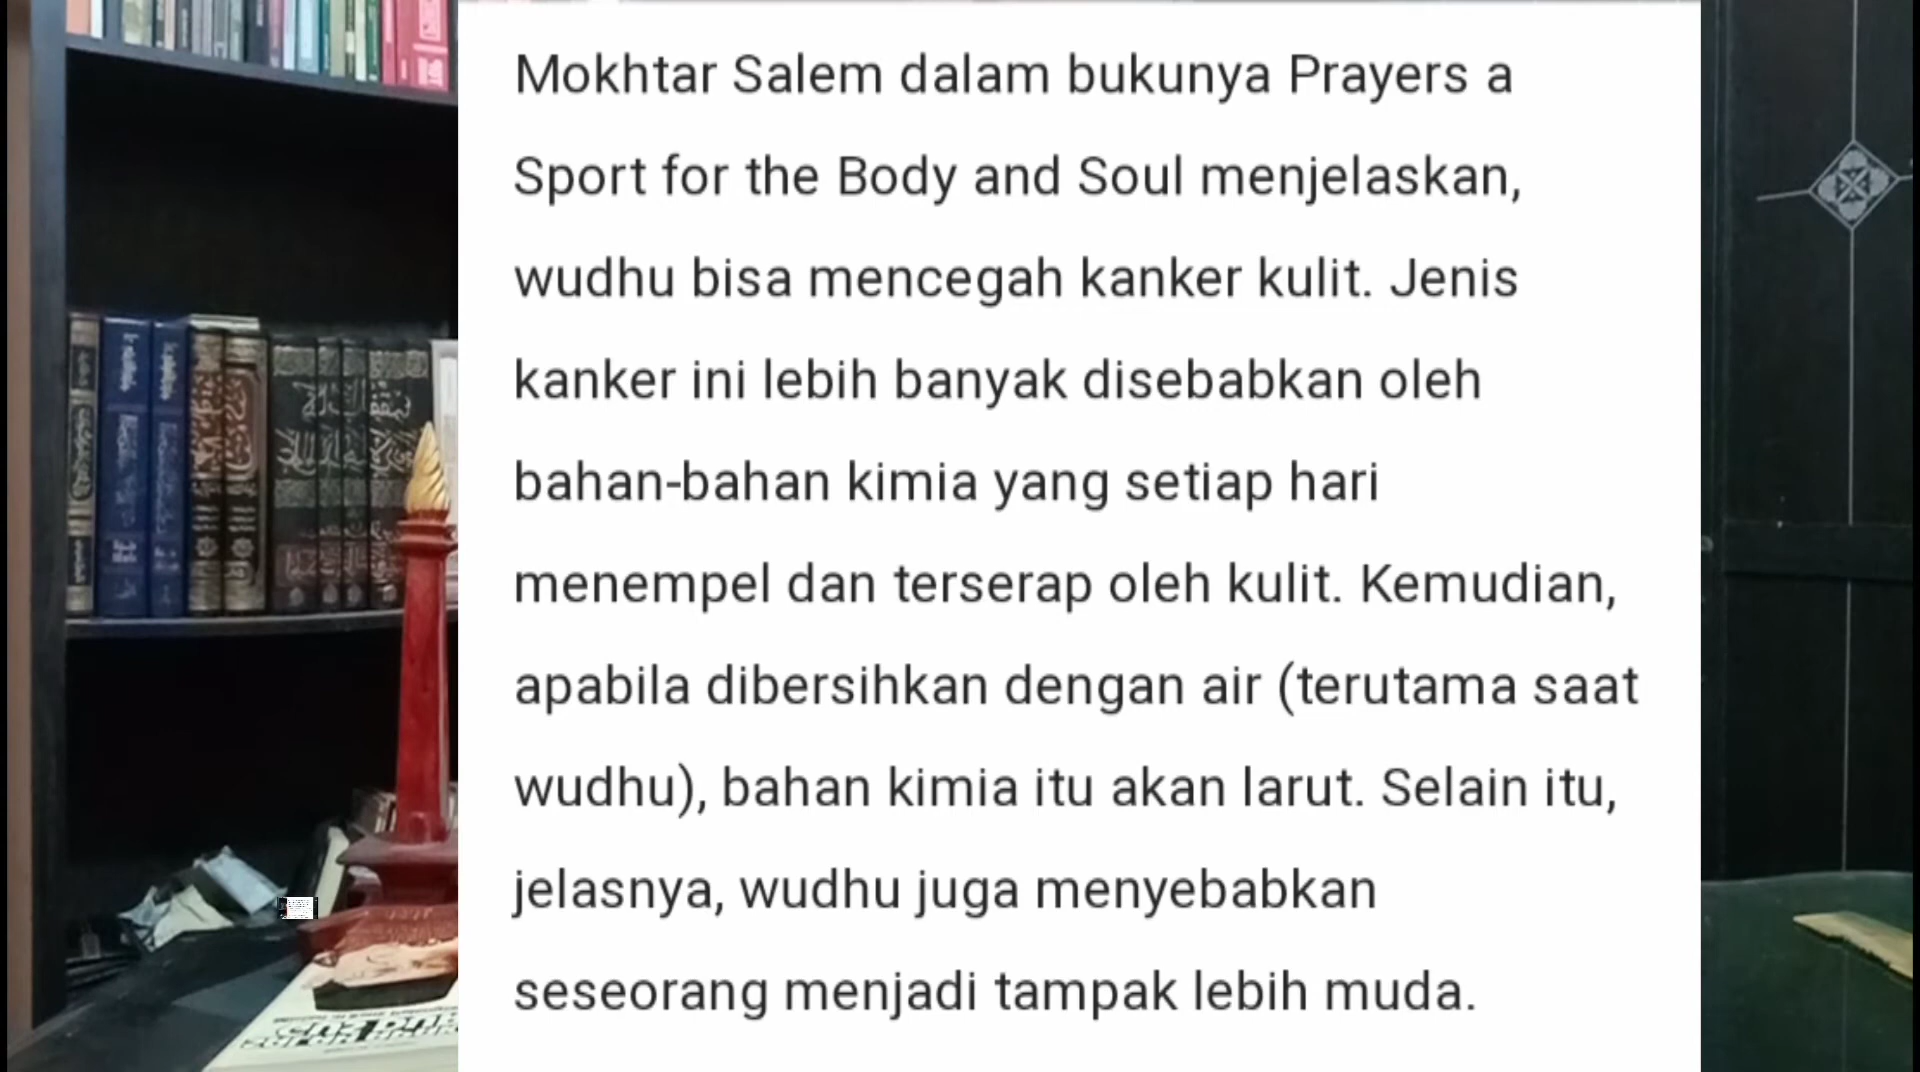 Mokhtar Salem dalam bukunya Prayers a
Sport for the Body and Soul menjelaskan,
wudhu bisa mencegah kanker kulit. Jenis
kanker ini lebih banyak disebabkan oleh
bahan-bahan kimia yang setiap hari
menempel dan terserap oleh kulit. Kemudian,
apabila dibersihkan dengan air (terutama saat
wudhu), bahan kimia itu akan larut. Selain itu,
jelasnya, wudhu juga menyebabkan
seseorang menjadi tampak lebih muda.